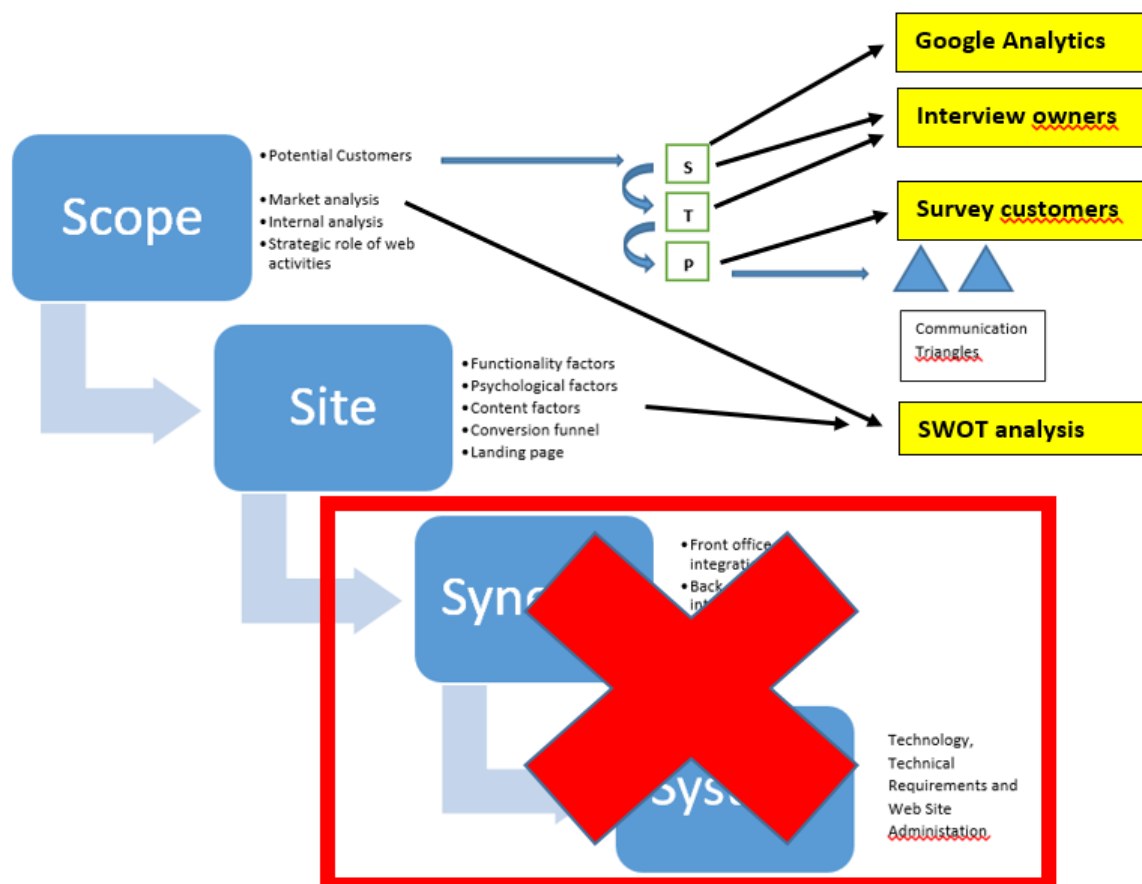 Google Analytics
Interview owners
Survey customers
Scope
•Potential Customers
•Market analysis
•Internal analysis
•Strategic role of web
activities
S
T
P
Communication
Triangles
SWOT analysis
Site
•Functionality factors
•Psychological factors
•Content factors
•Conversion funnel
•Landing page
•Front office
•Back
Technology,
Technical
Requirements and
Web Site
Administation